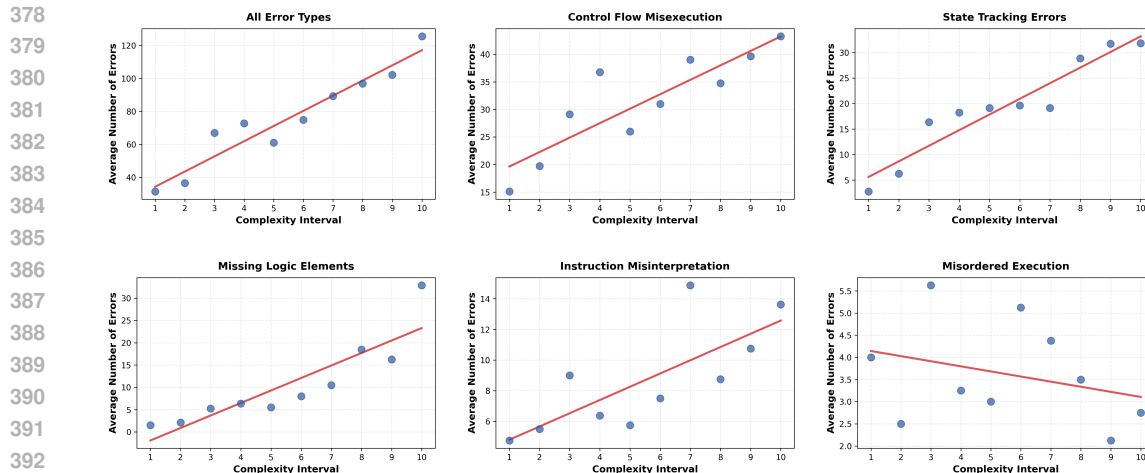 378
379
380
381
382
383
384
385
386
387
388
389
390
391
392
All Error Types
Average Number of Errors
120
100
80
60
40
1 2 3 4 5 6 7 8 9 10
Complexity Interval
Control Flow Misexecution
Average Number of Errors
40
35
30
25
20
15
1 2 3 4 5 6 7 8 9 10
Complexity Interval
State Tracking Errors
Average Number of Errors
30
25
20
15
10
5
1 2 3 4 5 6 7 8 9 10
Complexity Interval
Missing Logic Elements
Average Number of Errors
30
25
20
15
10
5
0
1 2 3 4 5 6 7 8 9 10
Complexity Interval
Instruction Misinterpretation
Average Number of Errors
14
12
10
8
6
1 2 3 4 5 6 7 8 9 10
Complexity Interval
Misordered Execution
Average Number of Errors
5.5
5.0
4.5
4.0
3.5
3.0
2.5
2.0
1 2 3 4 5 6 7 8 9 10
Complexity Interval